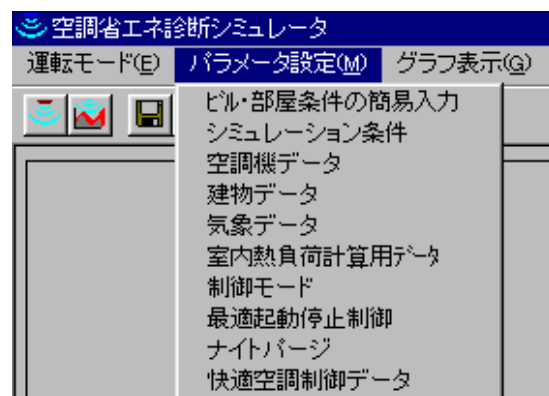 空調省エネ診断シミュレータ
運転モード(E) パラメータ設定(M) グラフ表示(G)
ビル・部屋条件の簡易入力
シミュレーション条件
空調機データ
建物データ
気象データ
室内熱負荷計算用データ
制御モード
最適起動停止制御
ナイトパージ
快適空調制御データ